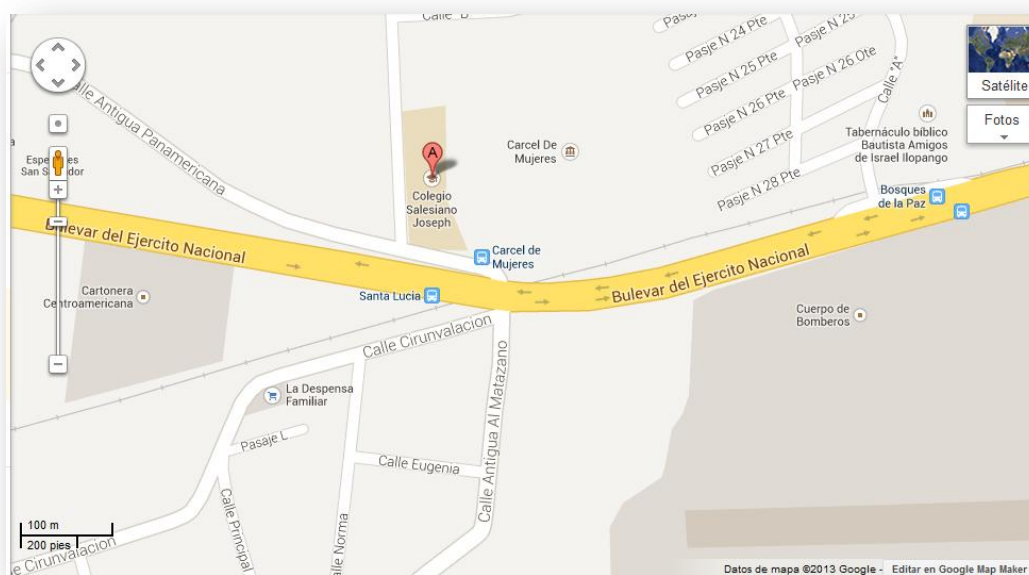 Calle "B"
Pasaje N 24 Pte
Pasje N 25
Pasje N 25 Pte
Pasaje N 26 Ote
Pasje N 26 Pte
Pasje N 27 Pte
Pasje N 28 Pte
Calle "A"
Satélite
Fotos
Calle Antigua Panamericana
Carcel De
Mujeres
Tabernáculo bíblico
Bautista Amigos
de Israel Ilopango
San
A
Colegio
Salesiano
Joseph
Bosques
de la Paz
Bulevar del Ejercito Nacional
Carcel de
Mujeres
Bulevar del Ejercito Nacional
Cartonera
Centroamericana
Santa Lucia
Cuerpo de
Bomberos
Calle Cirunvalacion
La Despensa
Familiar
Pasaje L
Calle Eugenia
Calle Antigua Al Matazano
Calle Principal
Calle Norma
100 m
200 pies
e Cirunvalacion
Datos de mapa ©2013 Google - Editar en Google Map Maker